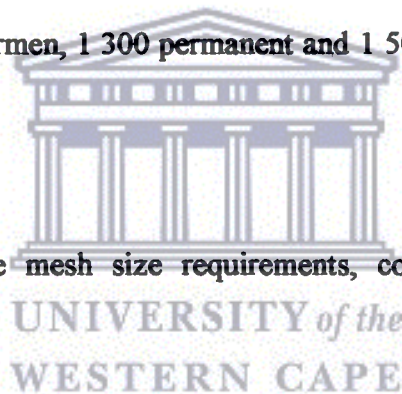 rmen, 1 300 permanent and 1 5
e mesh size requirements, co
UNIVERSITY of the
WESTERN CAPE